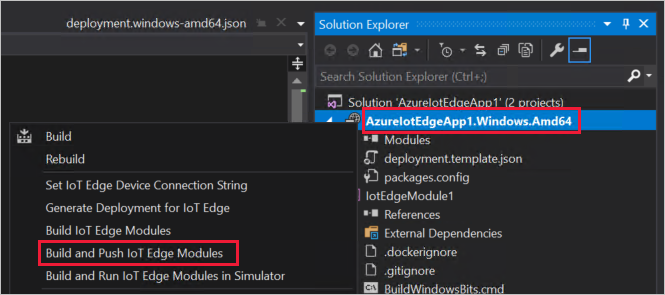 deployment.windows-amd64.json
Solution Explorer
Search Solution Explorer (Ctrl+;)
Solution 'AzureIotEdgeApp1' (2 projects)
AzureIotEdgeApp1.Windows.Amd64
Modules
deployment.template.json
packages.config
IotEdgeModule1
References
External Dependencies
.dockerignore
.gitignore
BuildWindowsBits.cmd
Build
Rebuild
Set IoT Edge Device Connection String
Generate Deployment for IoT Edge
Build IoT Edge Modules
Build and Push IoT Edge Modules
Build and Run IoT Edge Modules in Simulator